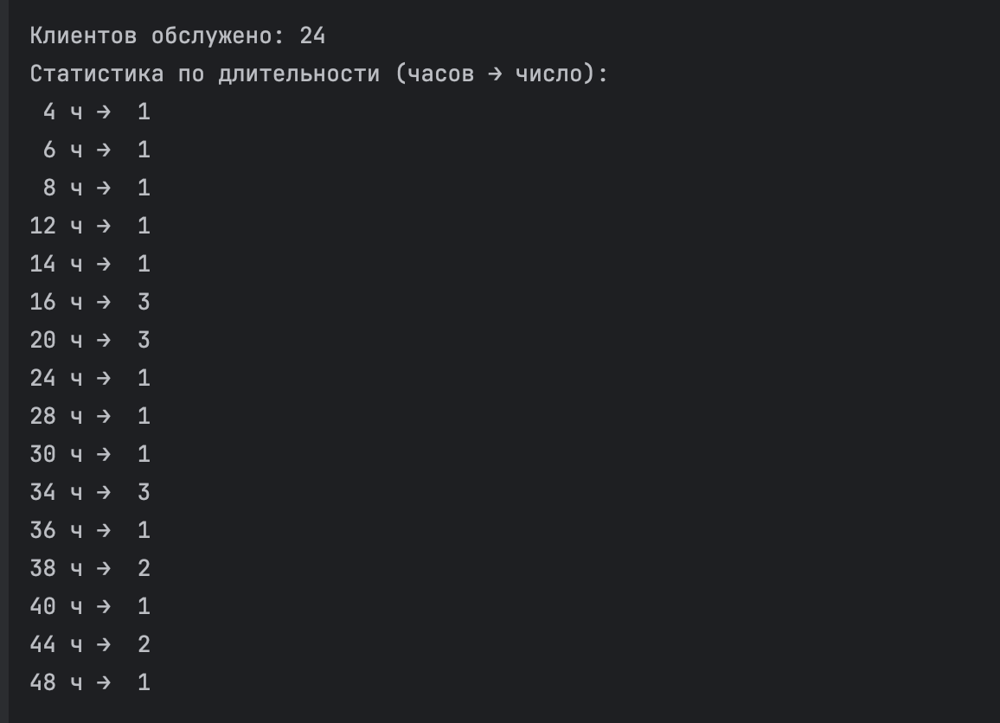 Клиентов обслужено: 24
Статистика по длительности (часов → число):
 4 ч →  1
 6 ч →  1
 8 ч →  1
12 ч →  1
14 ч →  1
16 ч →  3
20 ч →  3
24 ч →  1
28 ч →  1
30 ч →  1
34 ч →  3
36 ч →  1
38 ч →  2
40 ч →  1
44 ч →  2
48 ч →  1